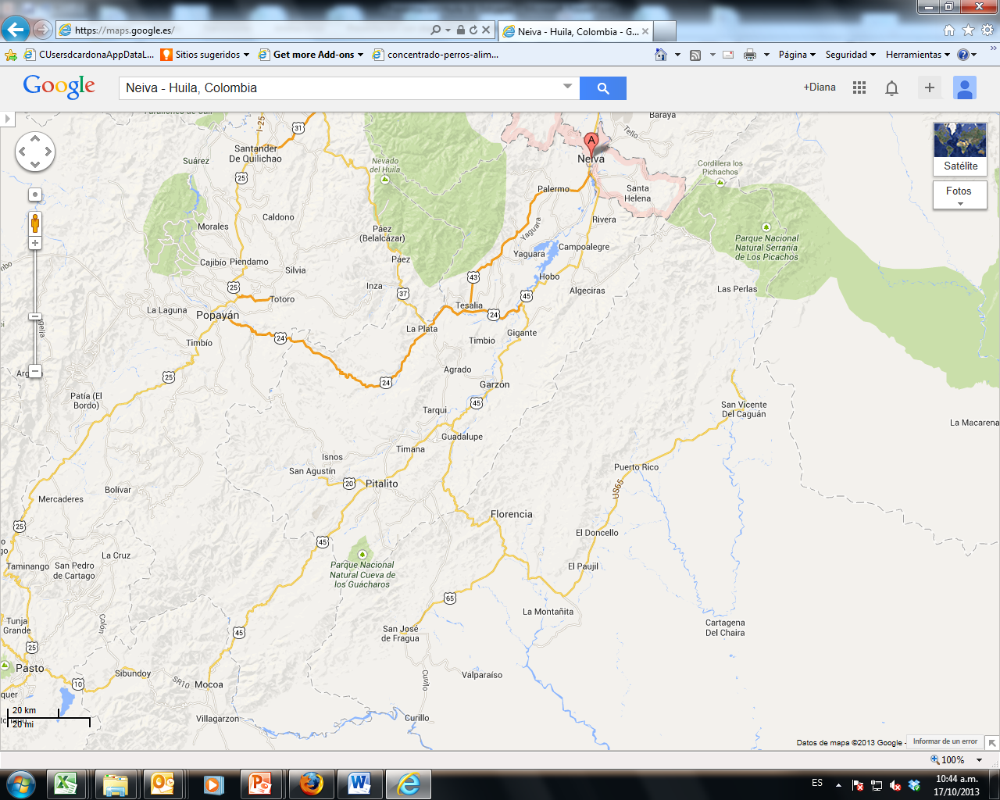 https://maps.google.es/
Neiva - Huila, Colombia - G...
CUsersdcardonaAppDataL...
Sitios sugeridos
Get more Add-ons
concentrado-perros-alim...
Página
Seguridad
Herramientas
Google
Neiva - Huila, Colombia
+Diana
Baraya
Tello
I-25
31
A
Neiva
Satélite
Fotos
Santander
De Quilichao
Suárez
25
Nevado
del Huila
Cordillera los
Pichachos
Palermo
Santa
Helena
Caldono
Morales
Páez
(Belalcázar)
Yaguara
Rivera
Parque Nacional
Natural Serranía
de Los Picachos
Campoalegre
Yaguara
Cajibío
Piendamo
Silvia
Páez
Hobo
43
Inza
Algeciras
Las Perlas
25
Totoro
37
45
Tesalia
24
La Laguna
Popayán
La Plata
Gigante
Timbío
24
Timbio
Agrado
Garzón
25
24
Patía (El
Bordo)
45
Tarqui
San Vicente
Del Caguán
La Macarena
Guadalupe
Timana
Isnos
San Agustín
20
Pitalito
Puerto Rico
US65
Bolívar
Mercaderes
Florencia
25
45
El Doncello
La Cruz
Taminango
San Pedro
de Cartago
Parque Nacional
Natural Cueva de
los Guácharos
El Paujil
65
La Montañita
Tunja
Grande
Colón
45
San José
de Fragua
Cartagena
Del Chaira
25
Pasto
Sibundoy
SR10
Mocoa
10
Valparaíso
Curillo
Villagarzon
20 km
20 mi
Datos de mapa ©2013 Google -
Informar de un error
100%
ES
10:44 a.m.
17/10/2013